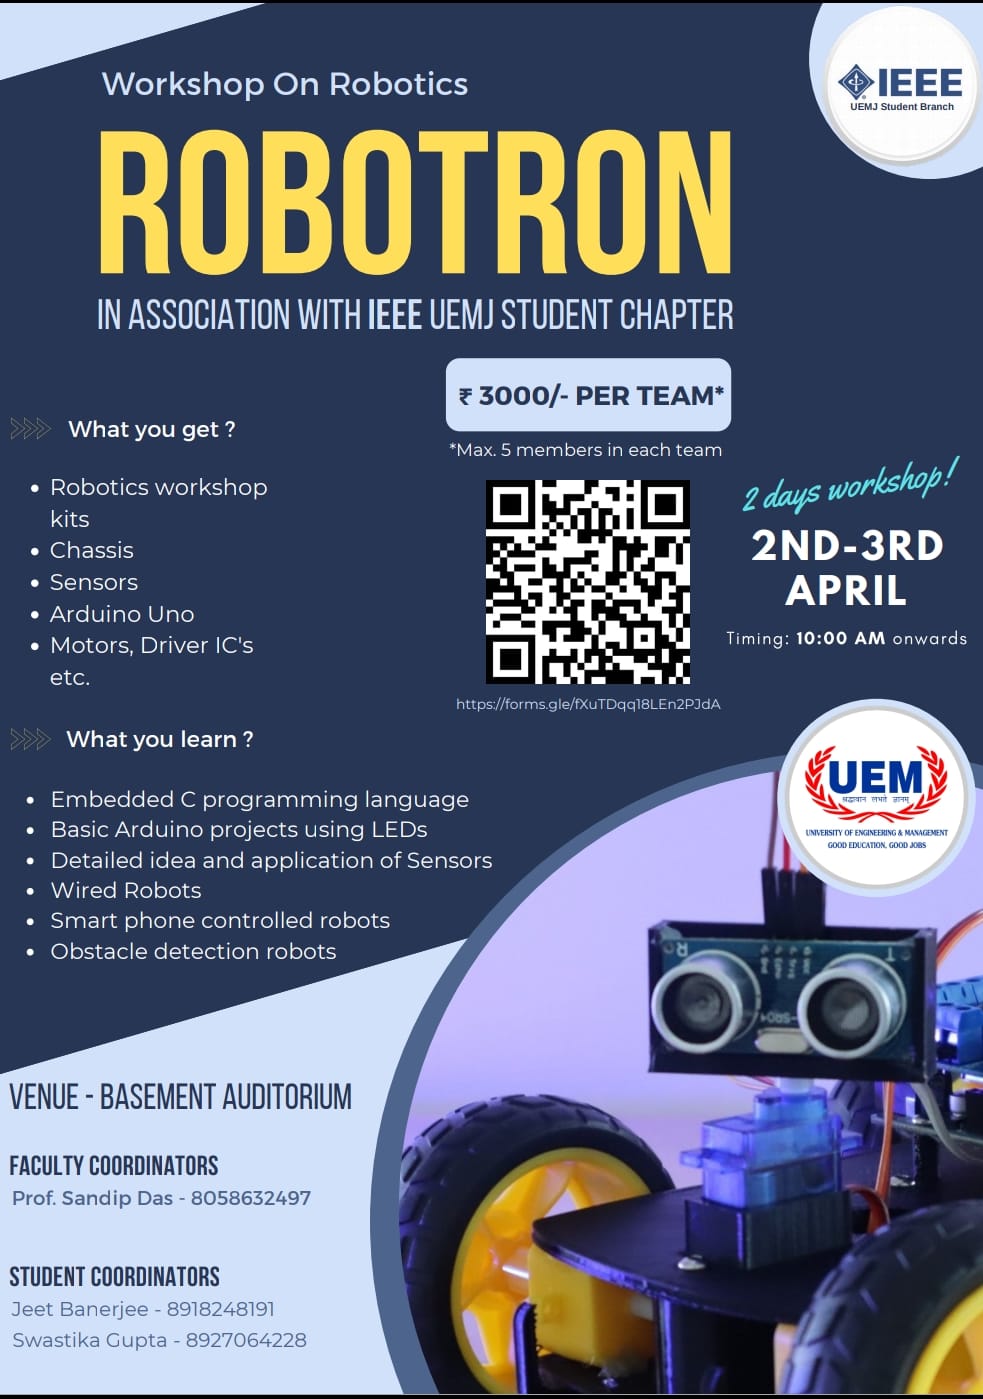 Workshop On Robotics
IEEE
UEMJ Student Branch
ROBOTRON
IN ASSOCIATION WITH IEEE UEMJ STUDENT CHAPTER
₹ 3000/- PER TEAM*
*Max. 5 members in each team
What you get ?
Robotics workshop
kits
Chassis
Sensors
Arduino Uno
Motors, Driver IC's
etc.
2 days workshop!
2ND-3RD
APRIL
Timing: 10:00 AM onwards
https://forms.gle/fXuTDqq18LEn2PJdA
What you learn ?
Embedded C programming language
Basic Arduino projects using LEDs
Detailed idea and application of Sensors
Wired Robots
Smart phone controlled robots
Obstacle detection robots
UEM
श्रद्धावान लभते ज्ञानम्
UNIVERSITY OF ENGINEERING & MANAGEMENT
GOOD EDUCATION, GOOD JOBS
R
T
VENUE - BASEMENT AUDITORIUM
FACULTY COORDINATORS
Prof. Sandip Das - 8058632497
STUDENT COORDINATORS
Jeet Banerjee - 8918248191
Swastika Gupta - 8927064228